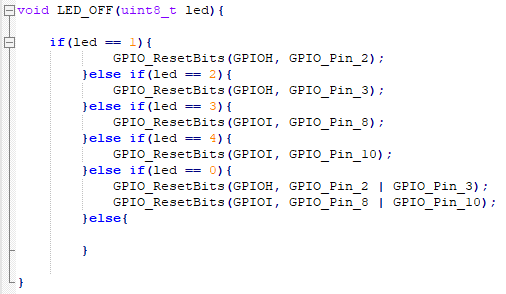 void LED_OFF(uint8_t led){
if(led == 1){
GPIO_ResetBits(GPIOH, GPIO_Pin_2);
}else if(led == 2){
GPIO_ResetBits(GPIOH, GPIO_Pin_3);
}else if(led == 3){
GPIO_ResetBits(GPIOI, GPIO_Pin_8);
}else if(led == 4){
GPIO_ResetBits(GPIOI, GPIO_Pin_10);
}else if(led == 0){
GPIO_ResetBits(GPIOH, GPIO_Pin_2 | GPIO_Pin_3);
GPIO_ResetBits(GPIOI, GPIO_Pin_8 | GPIO_Pin_10);
}else{
}
}